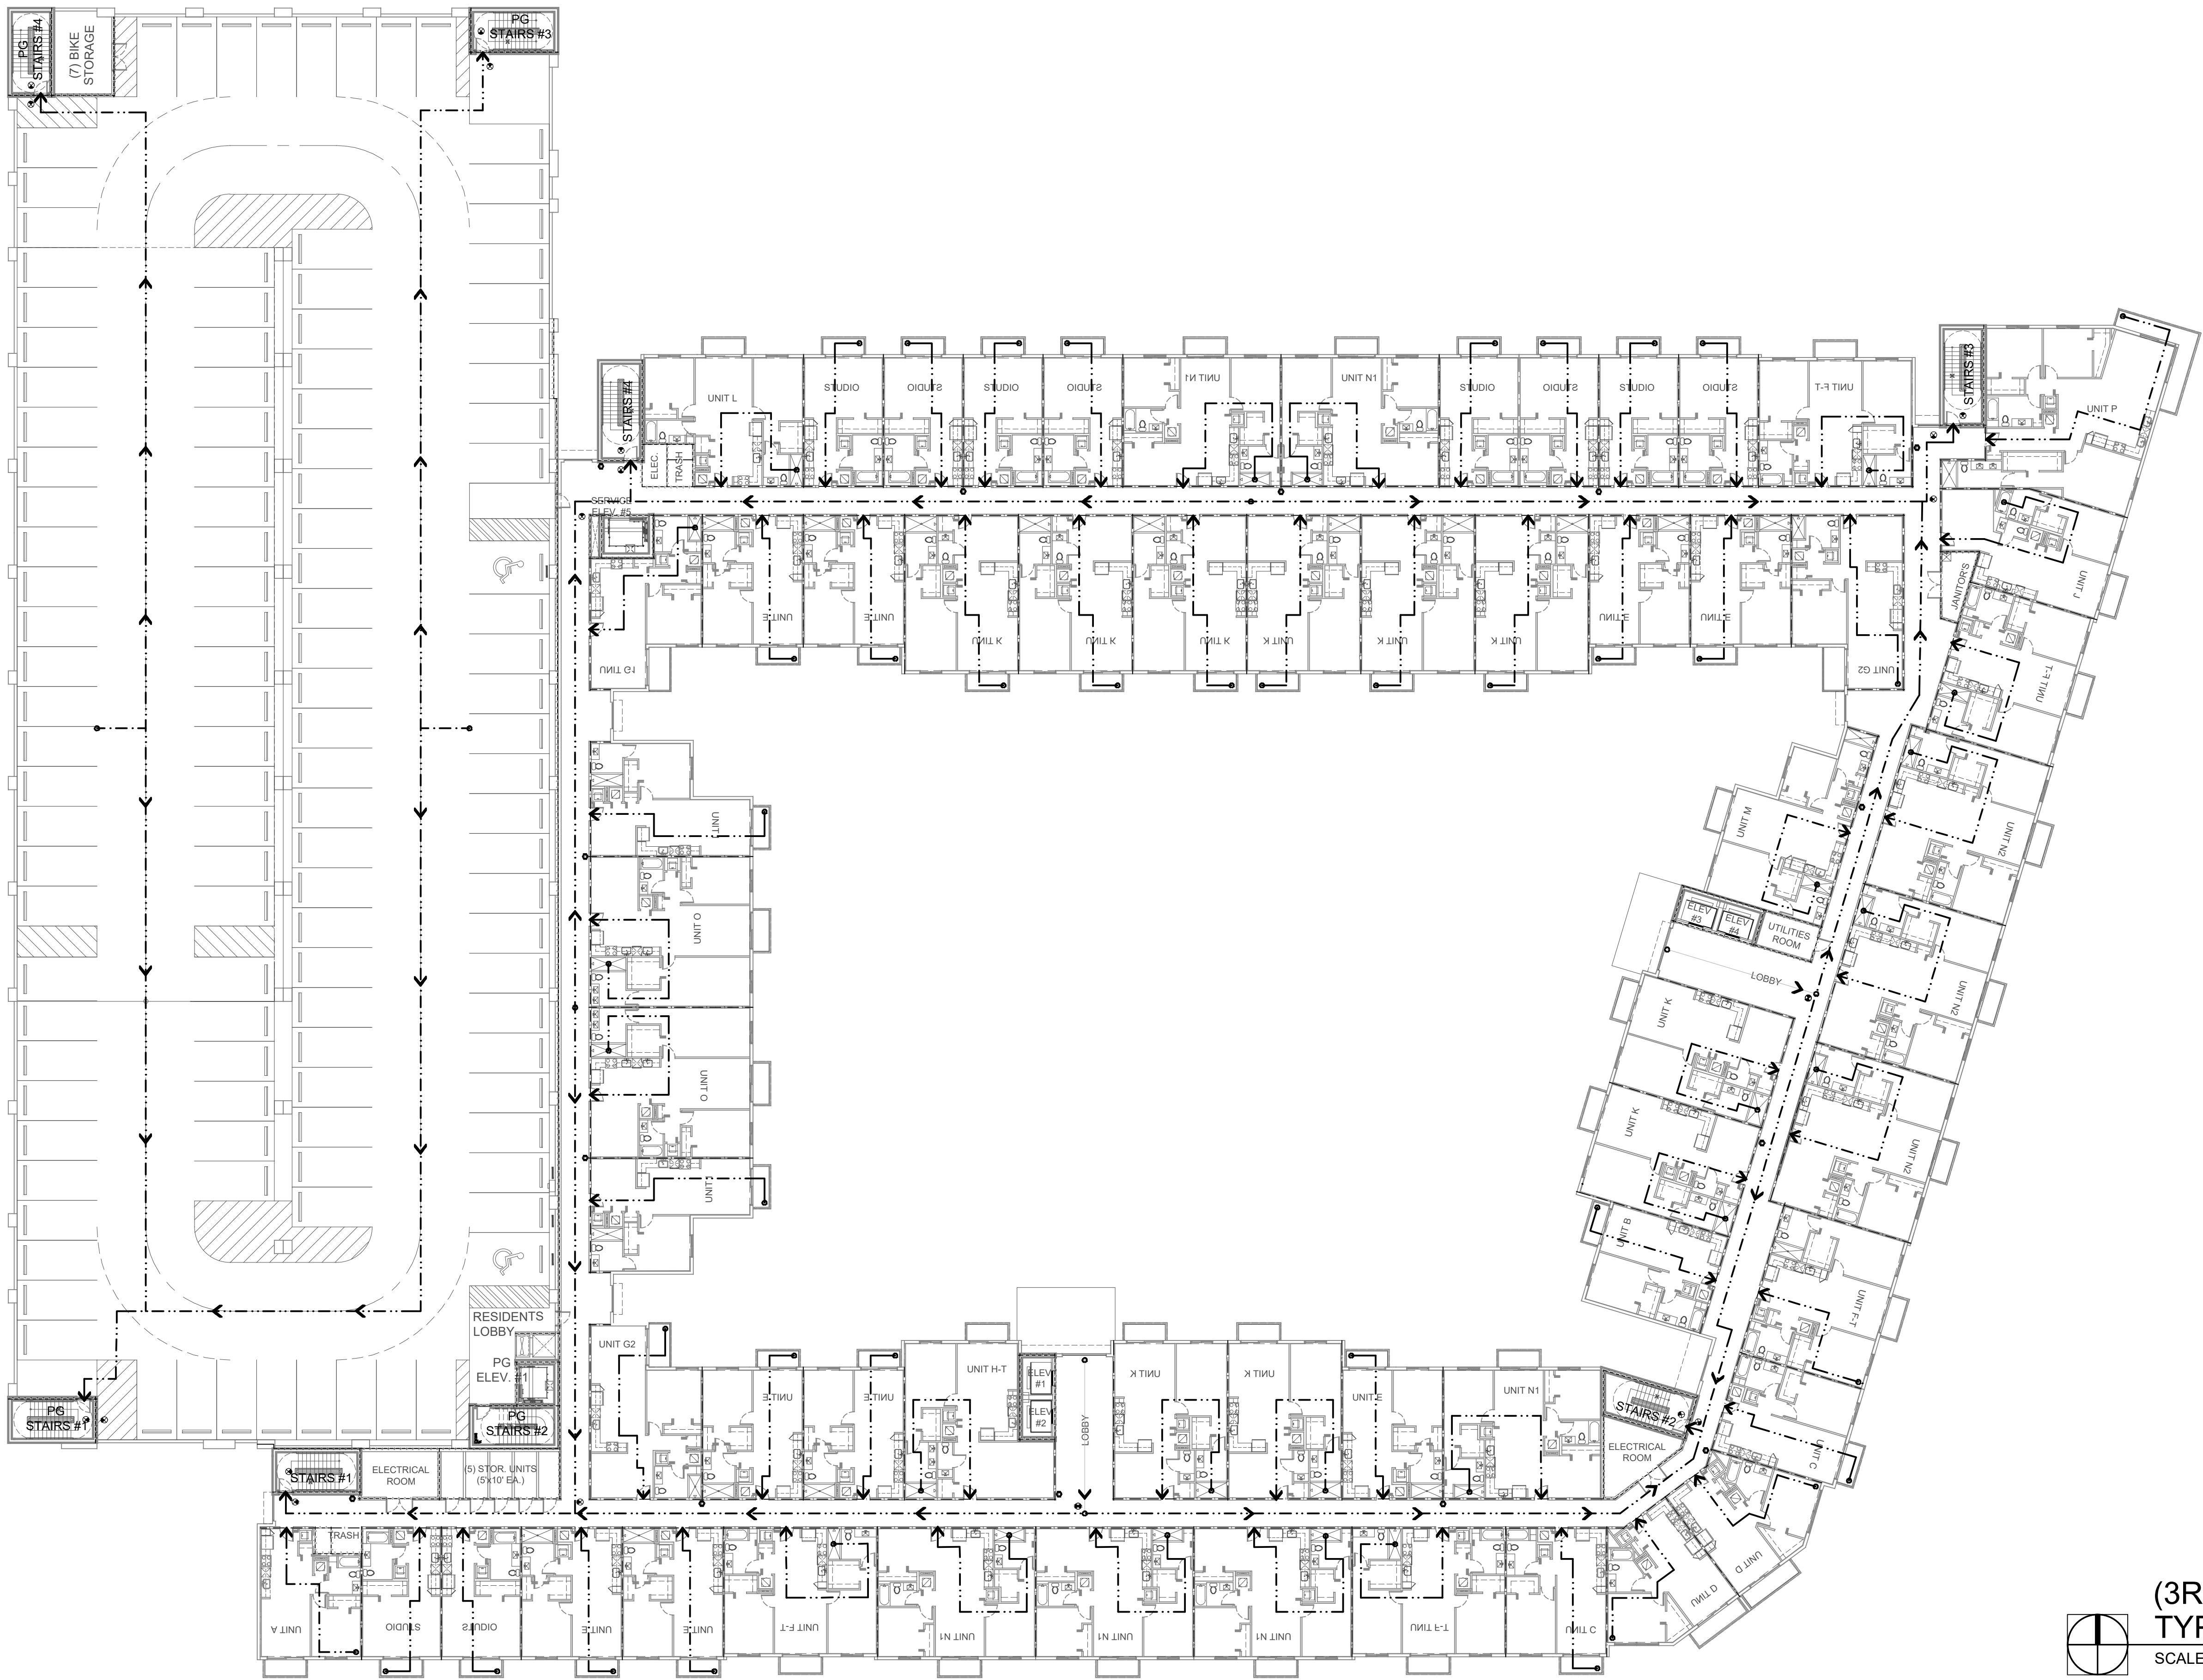 PG
STAIRS #4
(7) BIKE
STORAGE
PG
STAIRS #3
STAIRS #4
UNIT L
STUDIO
STUDIO
STUDIO
STUDIO
UNIT N1
UNIT N1
STUDIO
STUDIO
STUDIO
STUDIO
UNIT F-T
STAIRS #3
UNIT P
ELEC.
TRASH
SERVICE
ELEV. #5
UNIT G1
UNIT E
UNIT E
UNIT K
UNIT K
UNIT K
UNIT K
UNIT K
UNIT K
UNIT E
UNIT E
UNIT G2
JANITOR'S
UNIT J
UNIT F-T
UNIT J
UNIT O
UNIT O
UNIT J
UNIT M
UNIT N2
ELEV
#3
ELEV
#4
UTILITIES
ROOM
LOBBY
UNIT N2
UNIT K
UNIT K
UNIT N2
UNIT B
UNIT F-T
RESIDENTS
LOBBY
PG
ELEV. #1
PG
STAIRS #1
PG
STAIRS #2
UNIT G2
UNIT E
UNIT E
UNIT H-T
ELEV
#1
ELEV
#2
LOBBY
UNIT K
UNIT K
UNIT E
UNIT N1
STAIRS #2
ELECTRICAL
ROOM
UNIT C
STAIRS #1
ELECTRICAL
ROOM
(5) STOR. UNITS
(5'x10' EA.)
TRASH
UNIT A
STUDIO
STUDIO
UNIT E
UNIT E
UNIT F-T
UNIT N1
UNIT N1
UNIT N1
UNIT F-T
UNIT C
UNIT D
UNIT D
(3R
TYP
SCALE